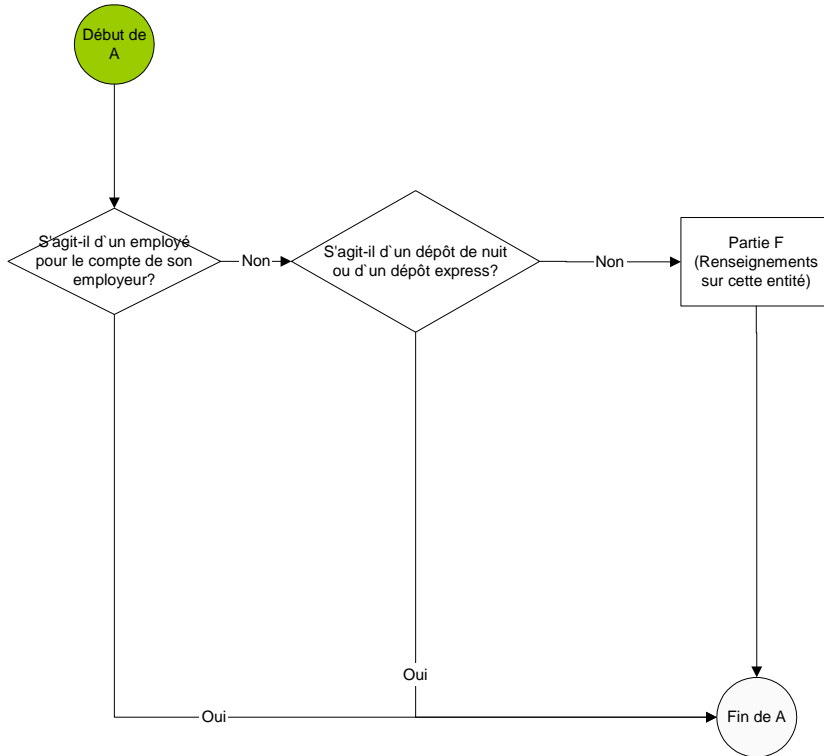 Début de
A
S'agit-il d`un employé
pour le compte de son
employeur?
Non
S'agit-il d`un dépôt de nuit
ou d`un dépôt express?
Non
Partie F
(Renseignements
sur cette entité)
Oui
Oui
Fin de A